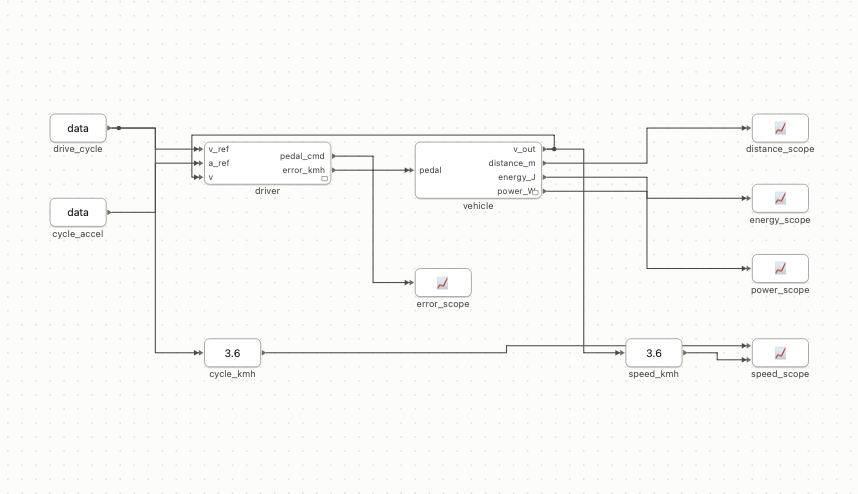 data
drive_cycle
data
cycle_accel
v_ref
a_ref
v
pedal_cmd
error_kmh
driver
pedal
v_out
distance_m
energy_J
power_W
vehicle
distance_scope
energy_scope
power_scope
error_scope
3.6
cycle_kmh
3.6
speed_kmh
speed_scope